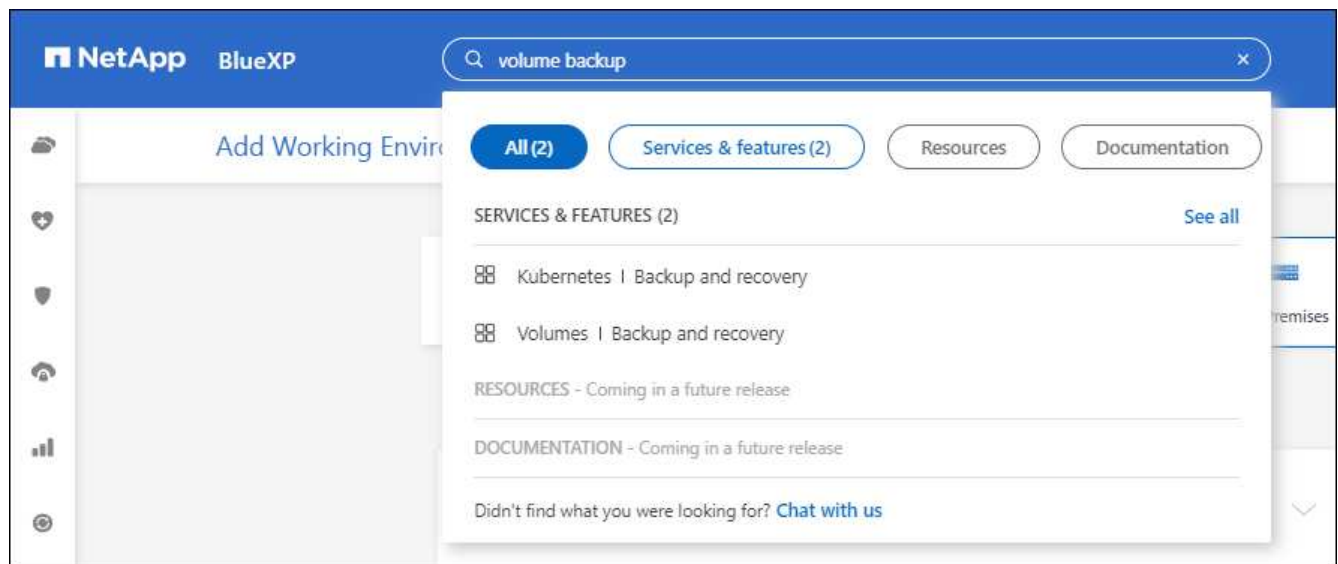 NetApp BlueXP volume backup ×
Add Working Enviro
All (2) Services & features (2) Resources Documentation
SERVICES & FEATURES (2) See all
Kubernetes | Backup and recovery
Volumes | Backup and recovery
remises
RESOURCES - Coming in a future release
DOCUMENTATION - Coming in a future release
Didn't find what you were looking for? Chat with us